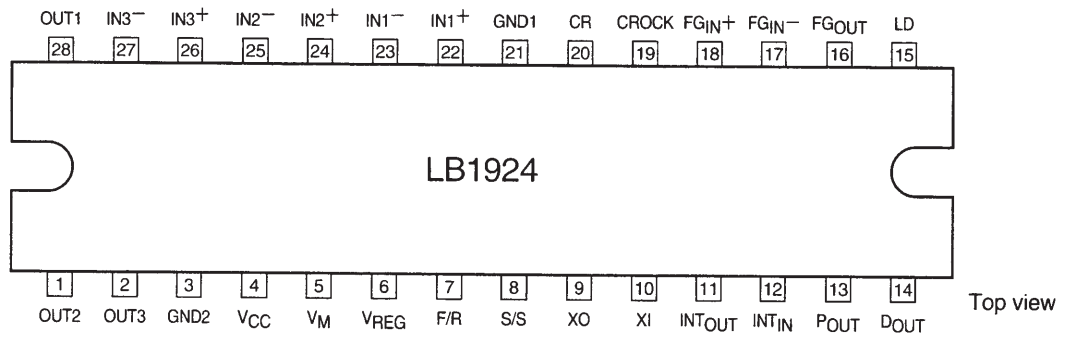 OUT1 IN3− IN3+ IN2− IN2+ IN1− IN1+ GND1 CR CROCK FGIN+ FGIN− FGOUT LD
28 27 26 25 24 23 22 21 20 19 18 17 16 15
LB1924
1 2 3 4 5 6 7 8 9 10 11 12 13 14
OUT2 OUT3 GND2 VCC VM VREG F/R S/S XO XI INTOUT INTIN POUT DOUT
Top view